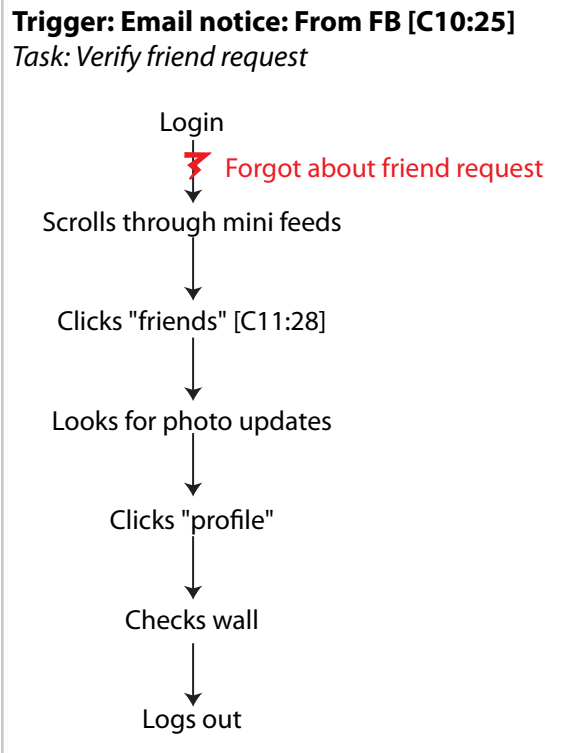 Trigger: Email notice: From FB [C10:25]
Task: Verify friend request
Login
Forgot about friend request
Scrolls through mini feeds
Clicks "friends" [C11:28]
Looks for photo updates
Clicks "profile"
Checks wall
Logs out